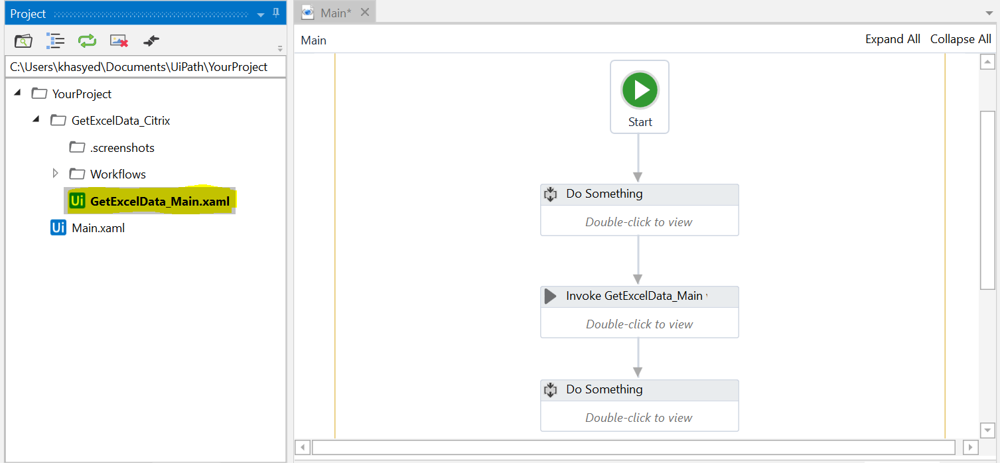 Project
C:\Users\khasyed\Documents\UiPath\YourProject
YourProject
GetExcelData_Citrix
.screenshots
Workflows
Ui GetExcelData_Main.xaml
Ui Main.xaml
Main*
Main
Expand All Collapse All
Start
Do Something
Double-click to view
Invoke GetExcelData_Main
Double-click to view
Do Something
Double-click to view